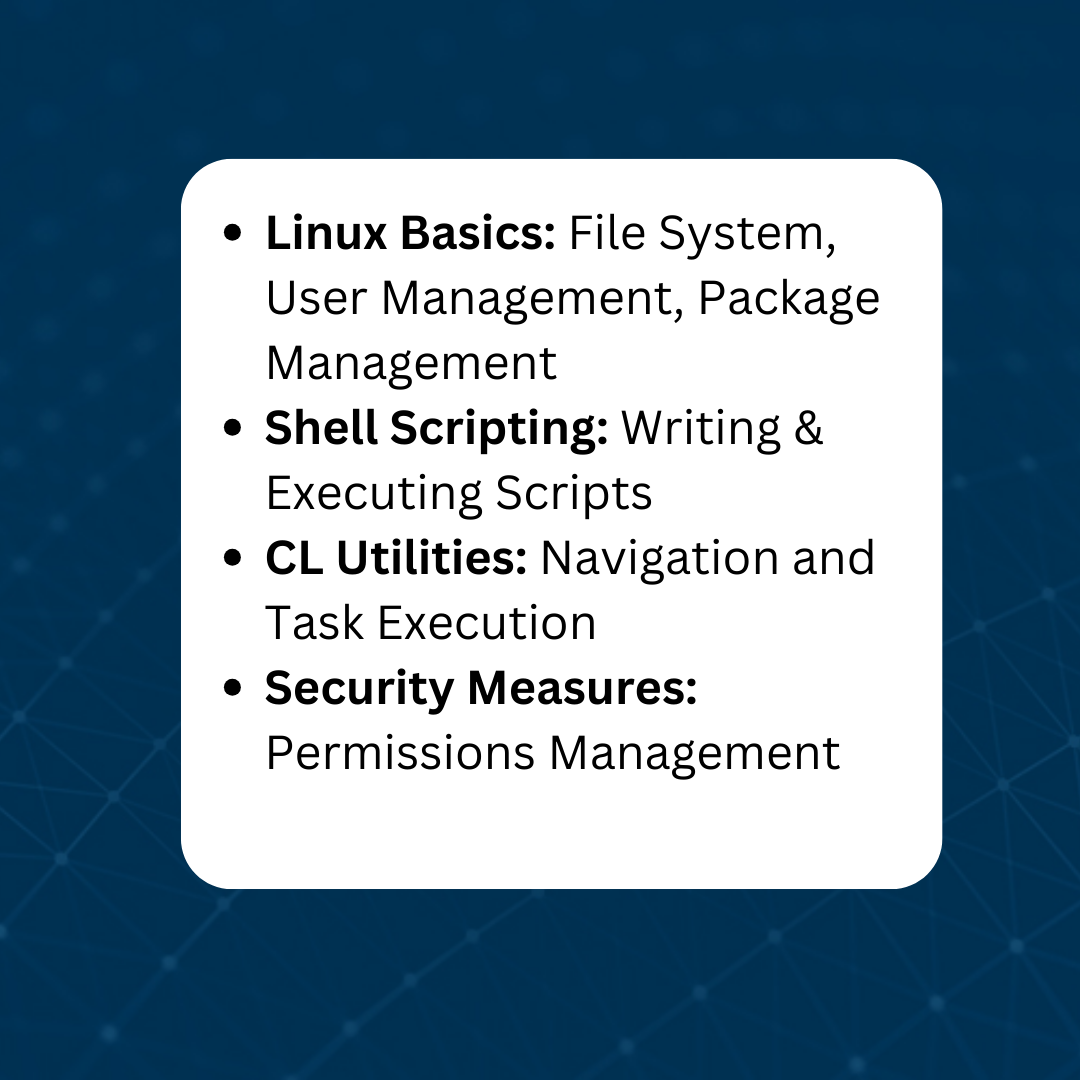 • Linux Basics: File System,
User Management, Package
Management
• Shell Scripting: Writing &
Executing Scripts
• CL Utilities: Navigation and
Task Execution
• Security Measures:
Permissions Management